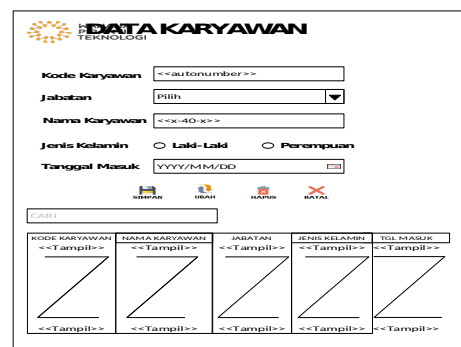 DATA KARYAWAN
TEKNOLOGI
Kode Karyawan <<autonumber>>
Jabatan Pilih
Nama Karyawan <<x-40-x>>
Jenis Kelamin Laki-Laki Perempuan
Tanggal Masuk YYYY/MM/DD
SIMPAN UBAH HAPUS BATAL
CARI
KODE KARYAWAN NAMA KARYAWAN JABATAN JENIS KELAMIN TGL MASUK
<<Tampil>> <<Tampil>> <<Tampil>> <<Tampil>> <<Tampil>>
<<Tampil>> <<Tampil>> <<Tampil>> <<Tampil>> <<Tampil>>